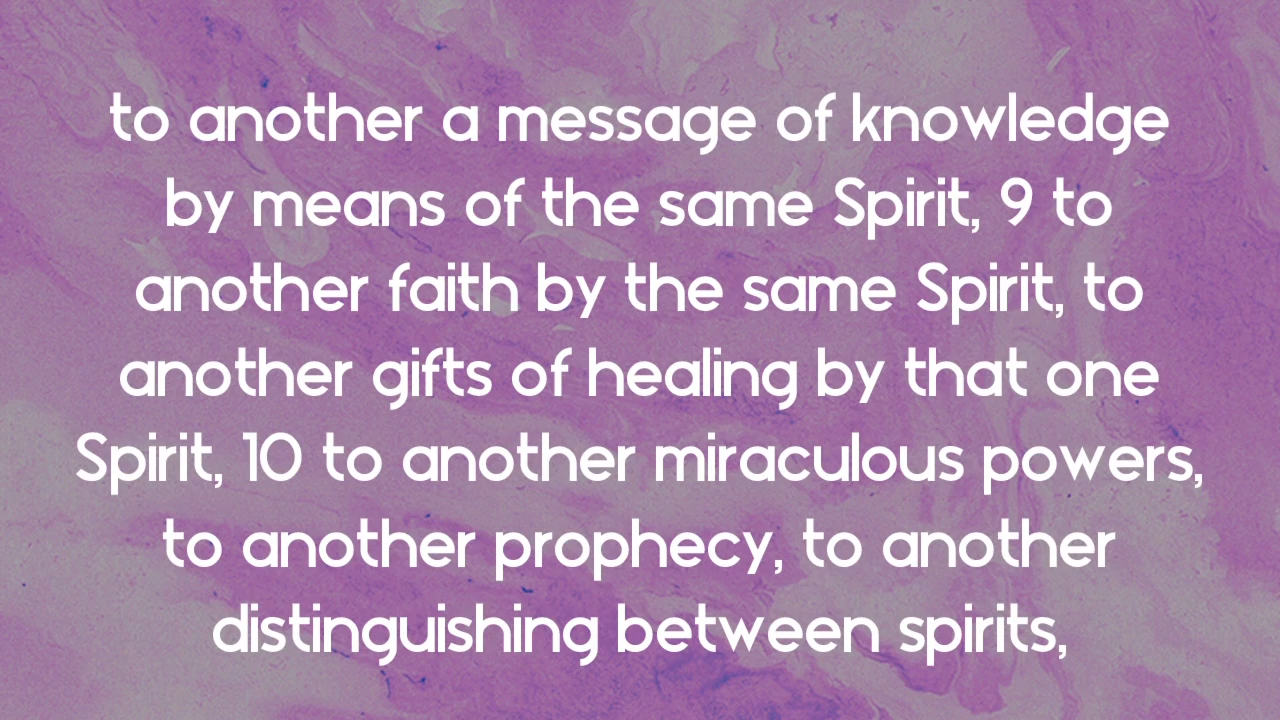 to another a message of knowledge
by means of the same Spirit, 9 to
another faith by the same Spirit, to
another gifts of healing by that one
Spirit, 10 to another miraculous powers,
to another prophecy, to another
distinguishing between spirits,